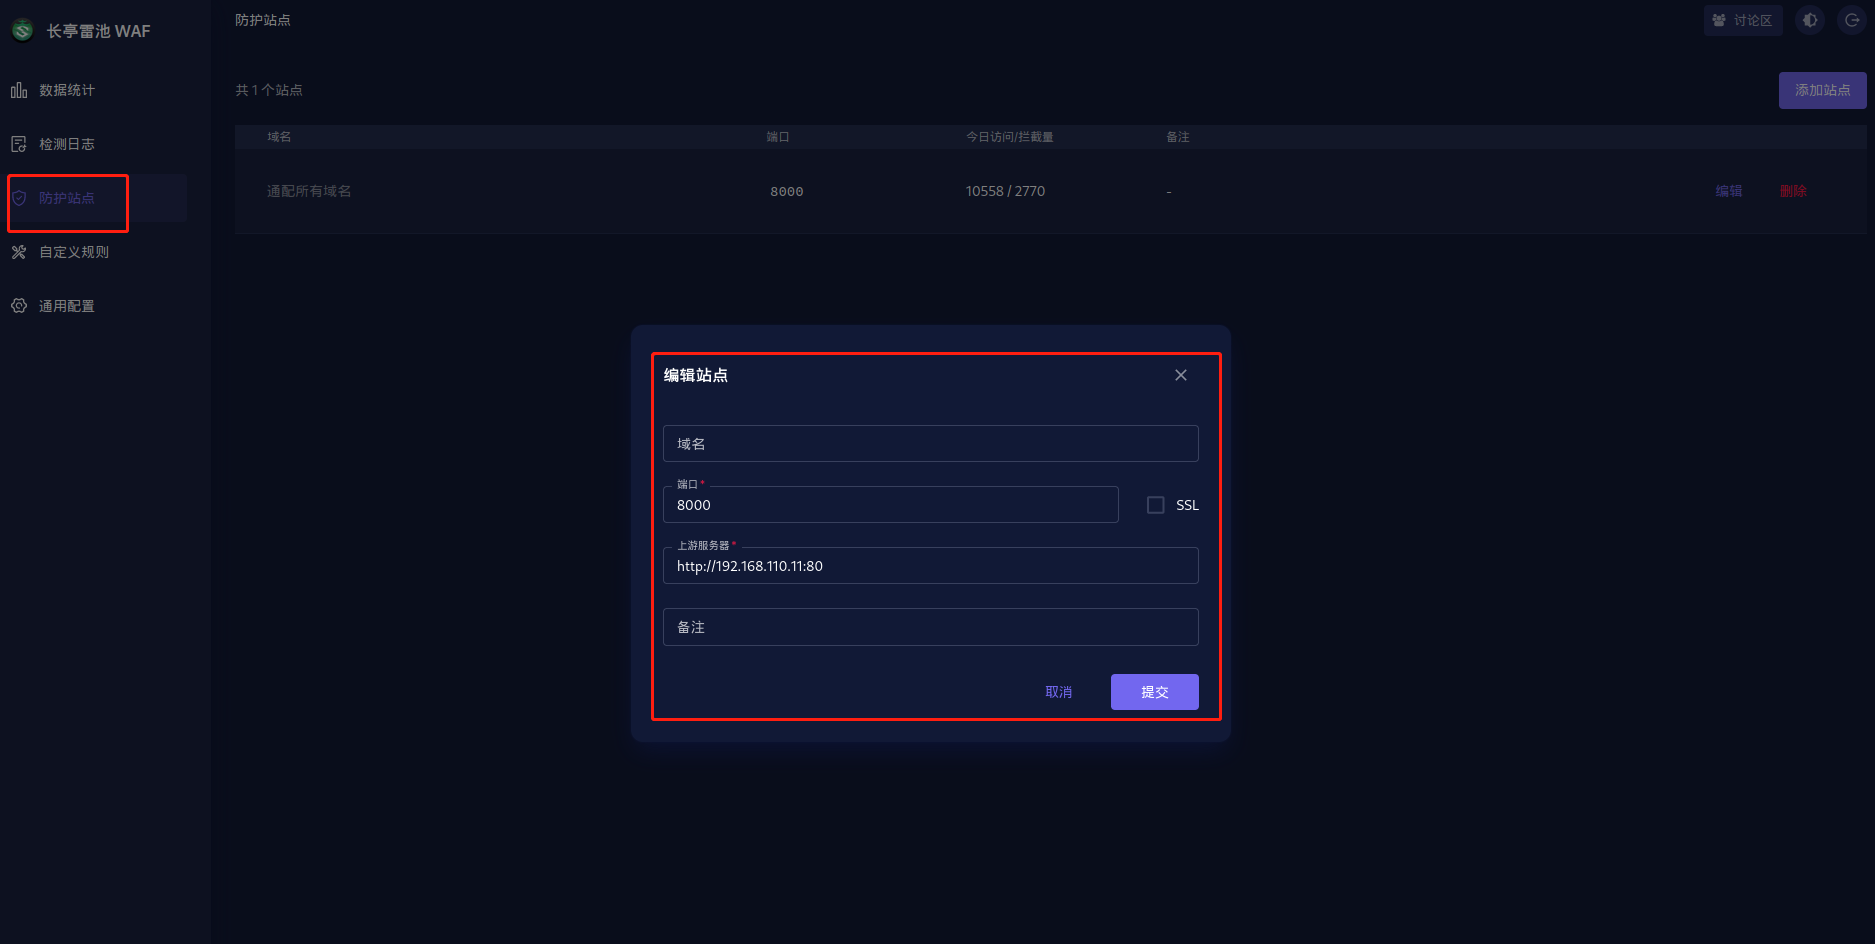 长亭雷池 WAF
防护站点
讨论区
数据统计
检测日志
防护站点
自定义规则
通用配置
共 1 个站点
添加站点
域名 端口 今日访问/拦截量 备注
通配所有域名 8000 10558 / 2770 - 编辑 删除
编辑站点
域名
端口 *
8000
SSL
上游服务器 *
http://192.168.110.11:80
备注
取消 提交